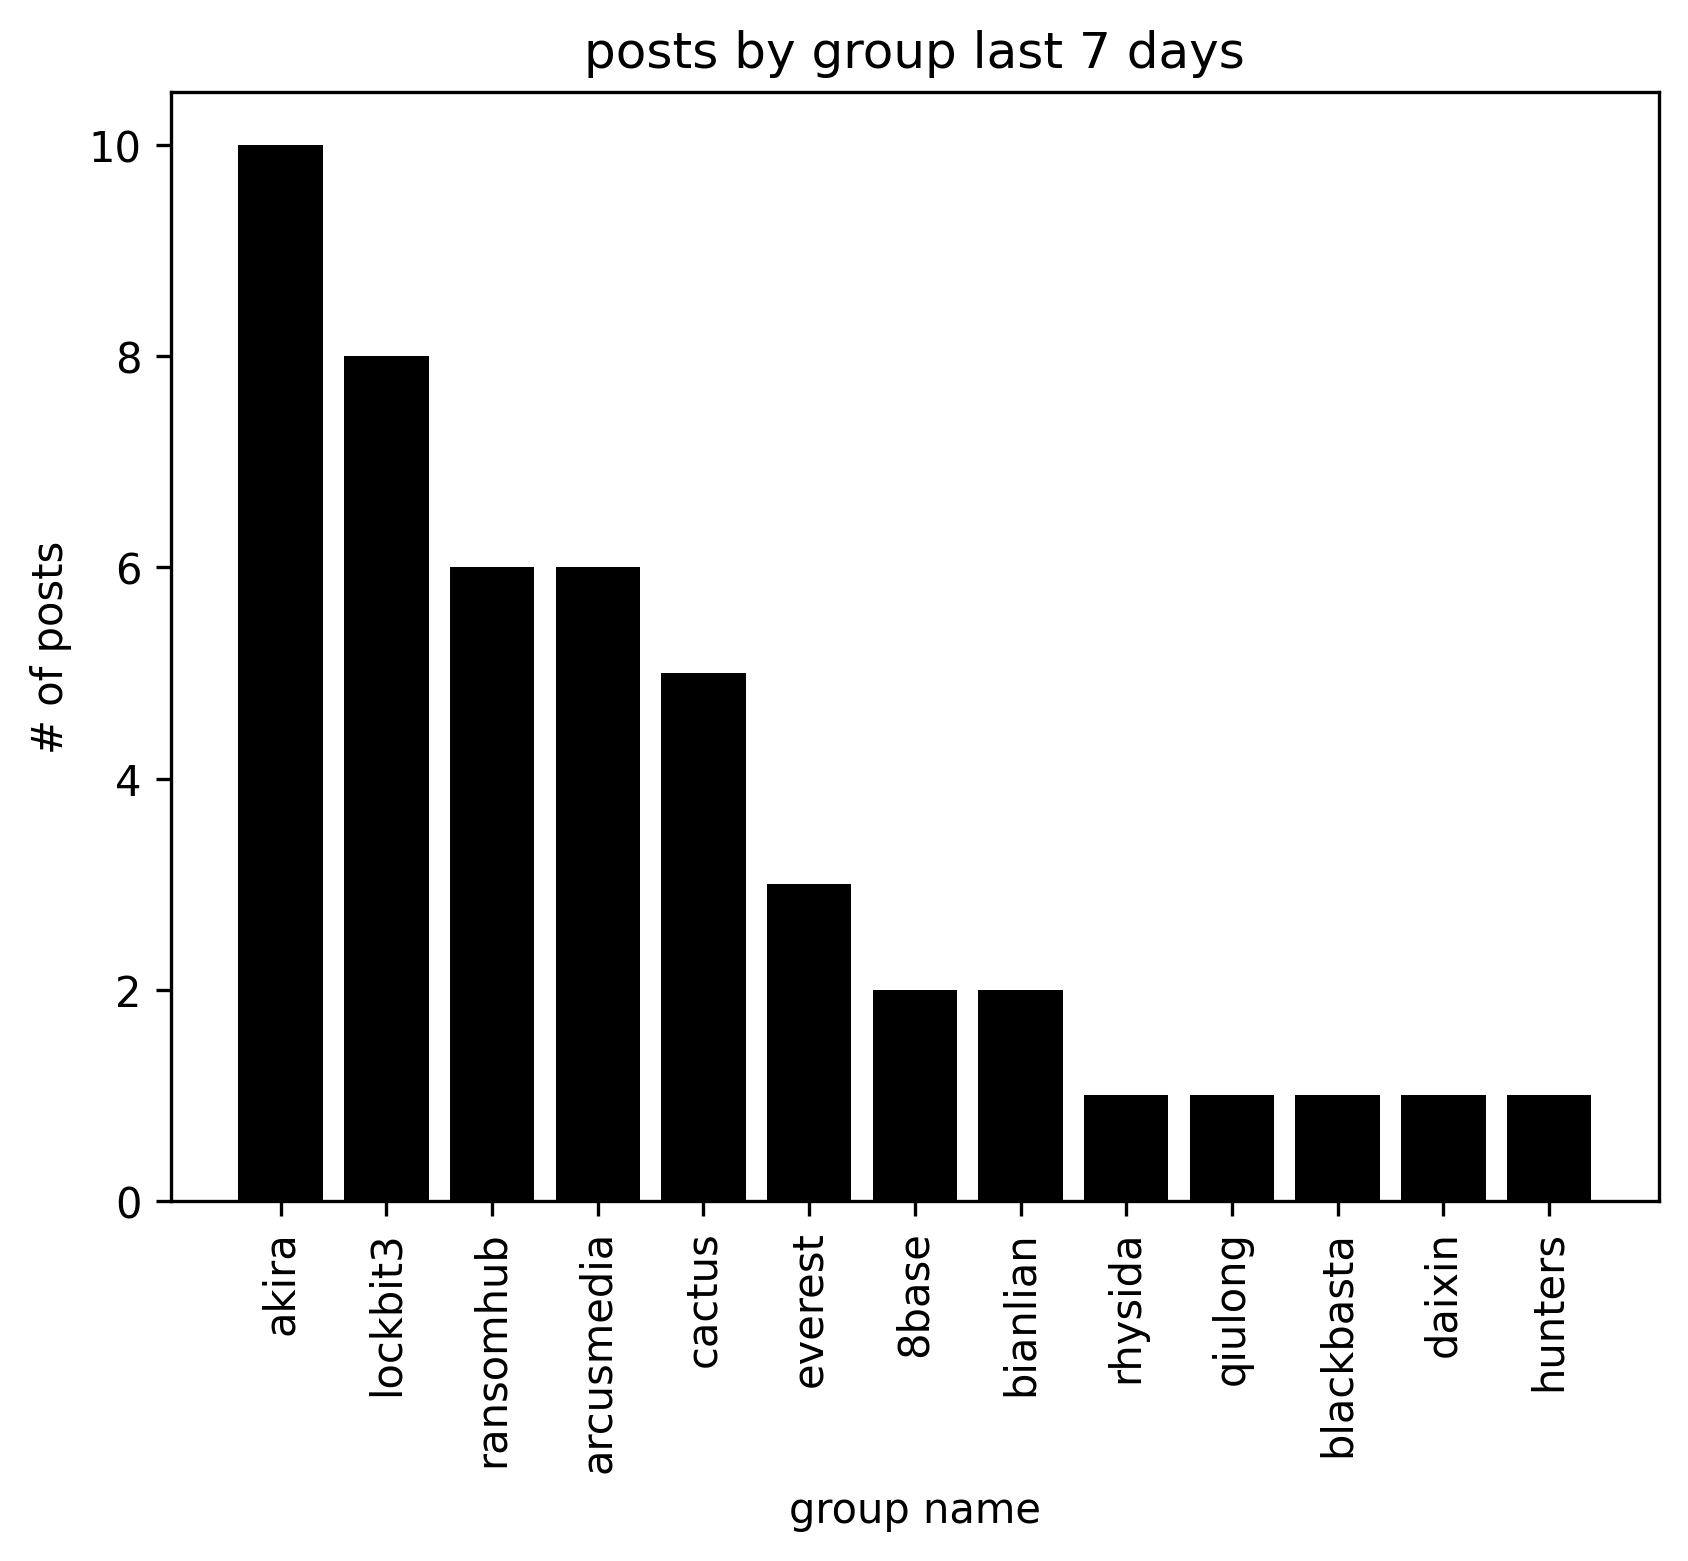 posts by group last 7 days
10
8
6
4
2
0
# of posts
akira
lockbit3
ransomhub
arcusmedia
cactus
everest
8base
bianlian
rhysida
qiulong
blackbasta
daixin
hunters
group name